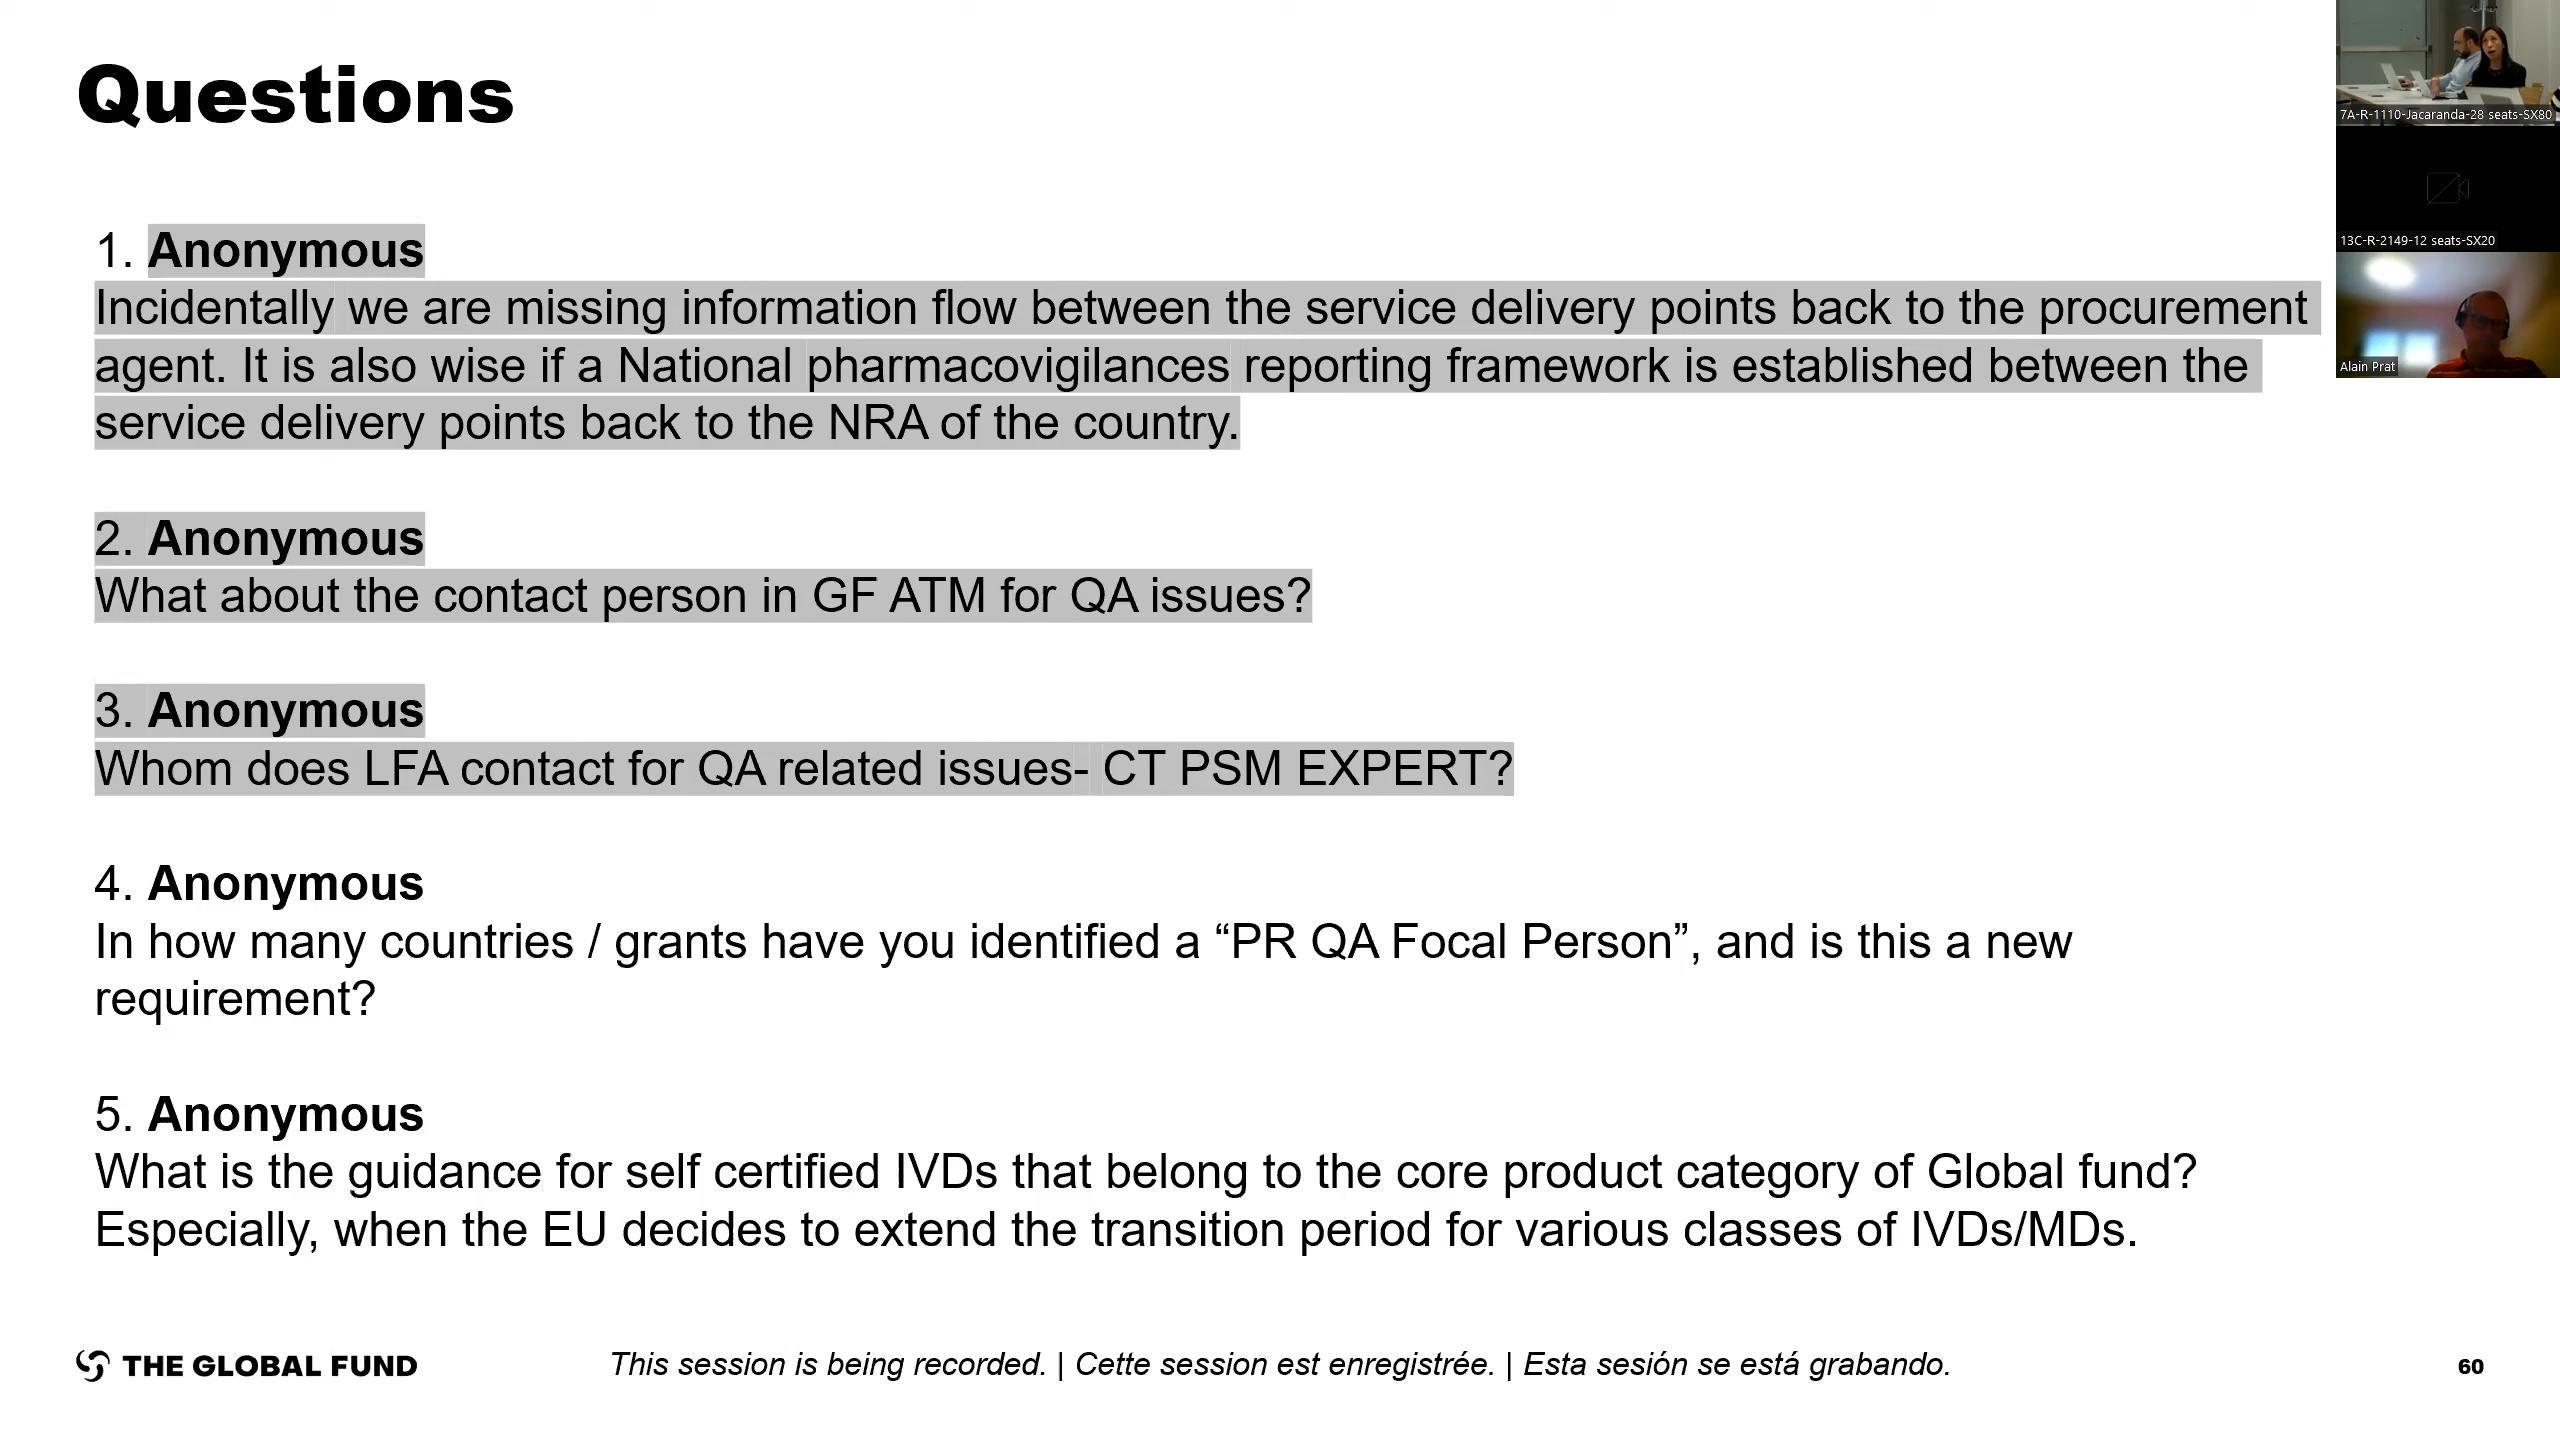 Questions
1. Anonymous
Incidentally we are missing information flow between the service delivery points back to the procurement
agent. It is also wise if a National pharmacovigilances reporting framework is established between the
service delivery points back to the NRA of the country.
2. Anonymous
What about the contact person in GF ATM for QA issues?
3. Anonymous
Whom does LFA contact for QA related issues- CT PSM EXPERT?
4. Anonymous
In how many countries / grants have you identified a “PR QA Focal Person”, and is this a new
requirement?
5. Anonymous
What is the guidance for self certified IVDs that belong to the core product category of Global fund?
Especially, when the EU decides to extend the transition period for various classes of IVDs/MDs.
THE GLOBAL FUND
This session is being recorded. | Cette session est enregistrée. | Esta sesión se está grabando.
60
7A-R-1110-Jacaranda-28 seats-SX80
13C-R-2149-12 seats-SX20
Alain Prat